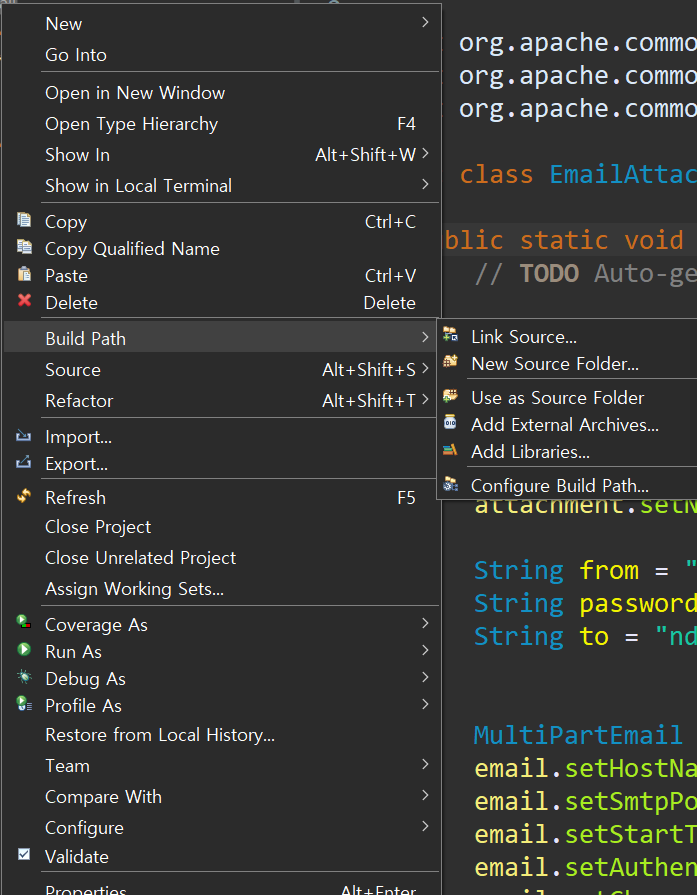 New
Go Into
Open in New Window
Open Type Hierarchy F4
Show In Alt+Shift+W
Show in Local Terminal
Copy Ctrl+C
Copy Qualified Name
Paste Ctrl+V
Delete Delete
Build Path
Source Alt+Shift+S
Refactor Alt+Shift+T
Import...
Export...
Refresh F5
Close Project
Close Unrelated Project
Assign Working Sets...
Coverage As
Run As
Debug As
Profile As
Restore from Local History...
Team
Compare With
Configure
Validate
Properties Alt+Enter
Link Source...
New Source Folder...
Use as Source Folder
Add External Archives...
Add Libraries...
Configure Build Path...
org.apache.commo
org.apache.commo
org.apache.commo
class EmailAttac
blic static void
// TODO Auto-ge
attachment.setN
String from = "
String password
String to = "nd
MultiPartEmail
email.setHostNa
email.setSmtpPo
email.setStartT
email.setAuthen